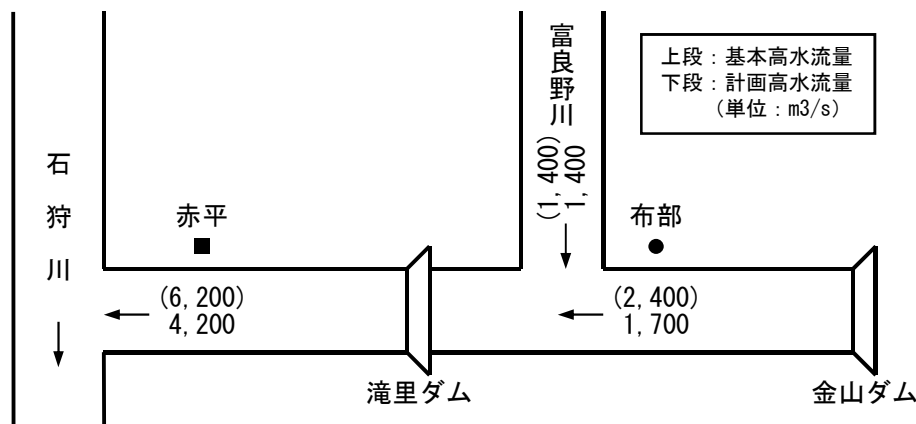 上段：基本高水流量
下段：計画高水流量
(単位：m3/s)
富良野川
(1,400)
1,400
石狩川
赤平
布部
(6,200)
4,200
(2,400)
1,700
滝里ダム
金山ダム